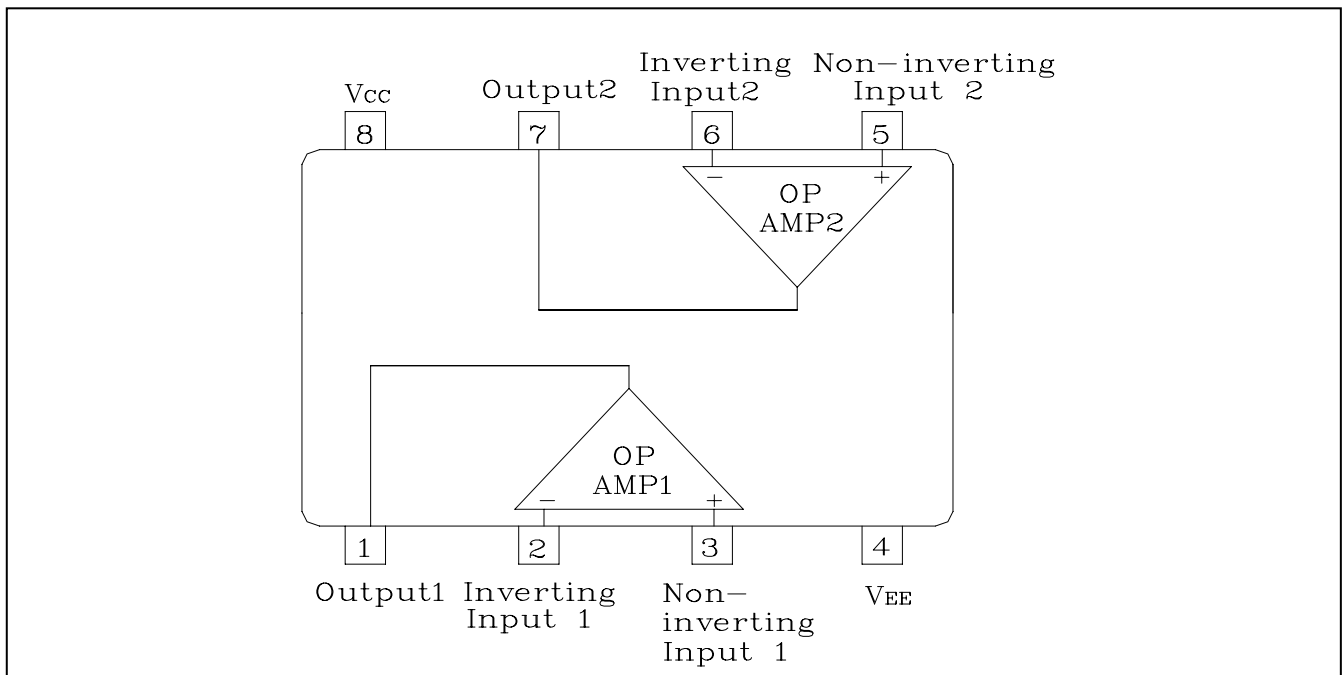 Vcc
Output2
Inverting
Input2
Non-inverting
Input 2
8
7
6
5
-
+
OP
AMP2
OP
AMP1
-
+
1
2
3
4
Output1
Inverting
Input 1
Non-
inverting
Input 1
VEE